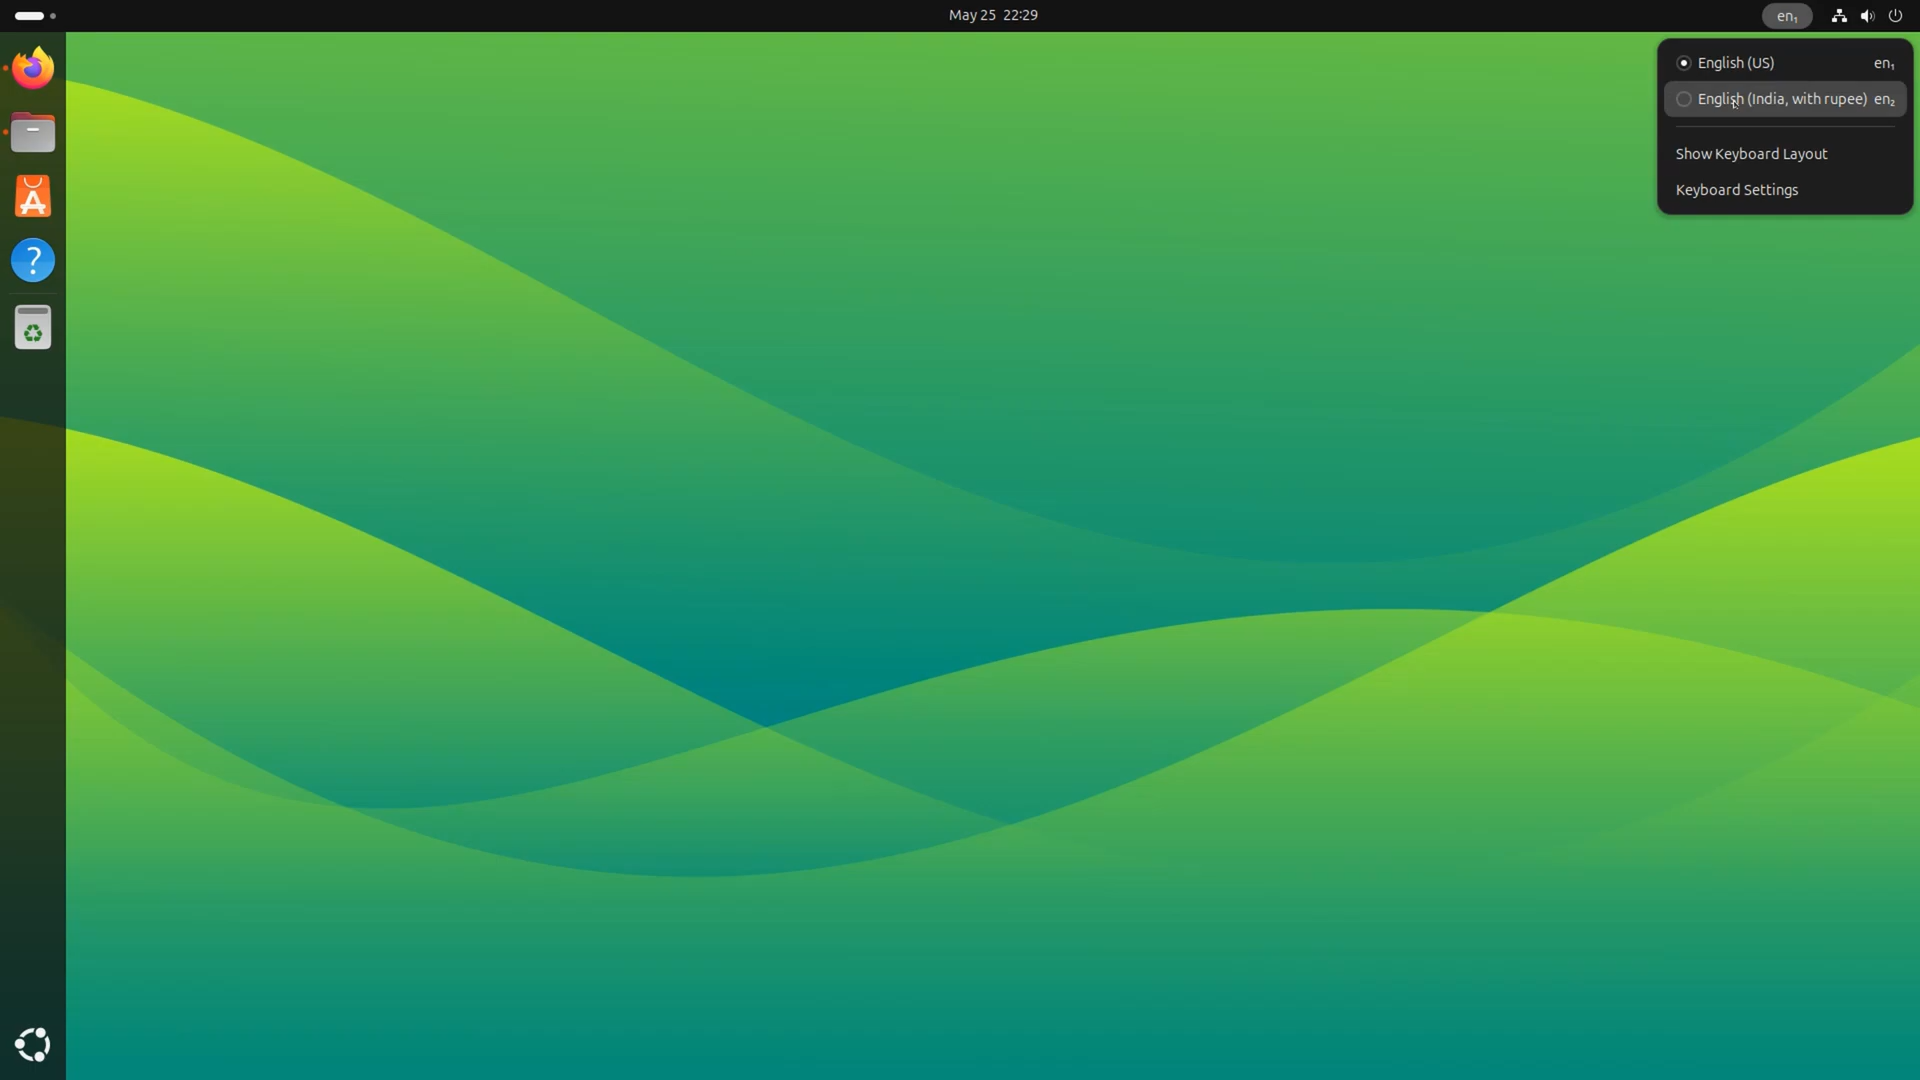 May 25 22:29
en₁
English (US) en₁
English (India, with rupee) en₂
Show Keyboard Layout
Keyboard Settings